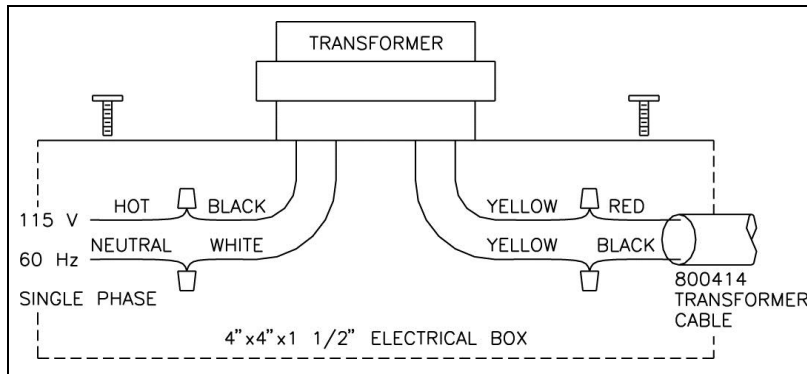 TRANSFORMER
HOT BLACK
115 V
NEUTRAL WHITE
60 Hz
SINGLE PHASE
YELLOW RED
YELLOW BLACK
800414
TRANSFORMER
CABLE
4"x4"x1 1/2" ELECTRICAL BOX